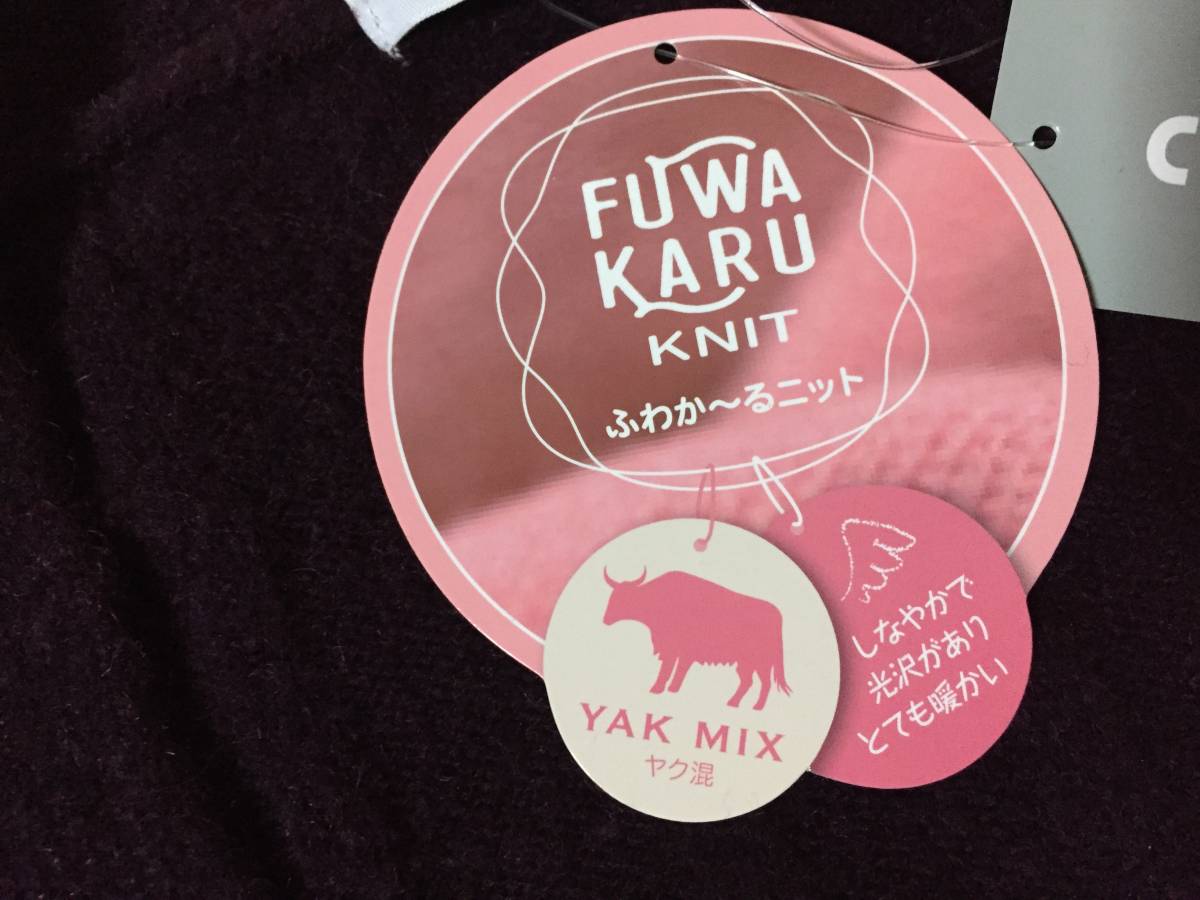 FUWA
KARU
KNIT
ふわか～るニット
YAK MIX
ヤク混
しなやかで
光沢があり
とても暖かい
C